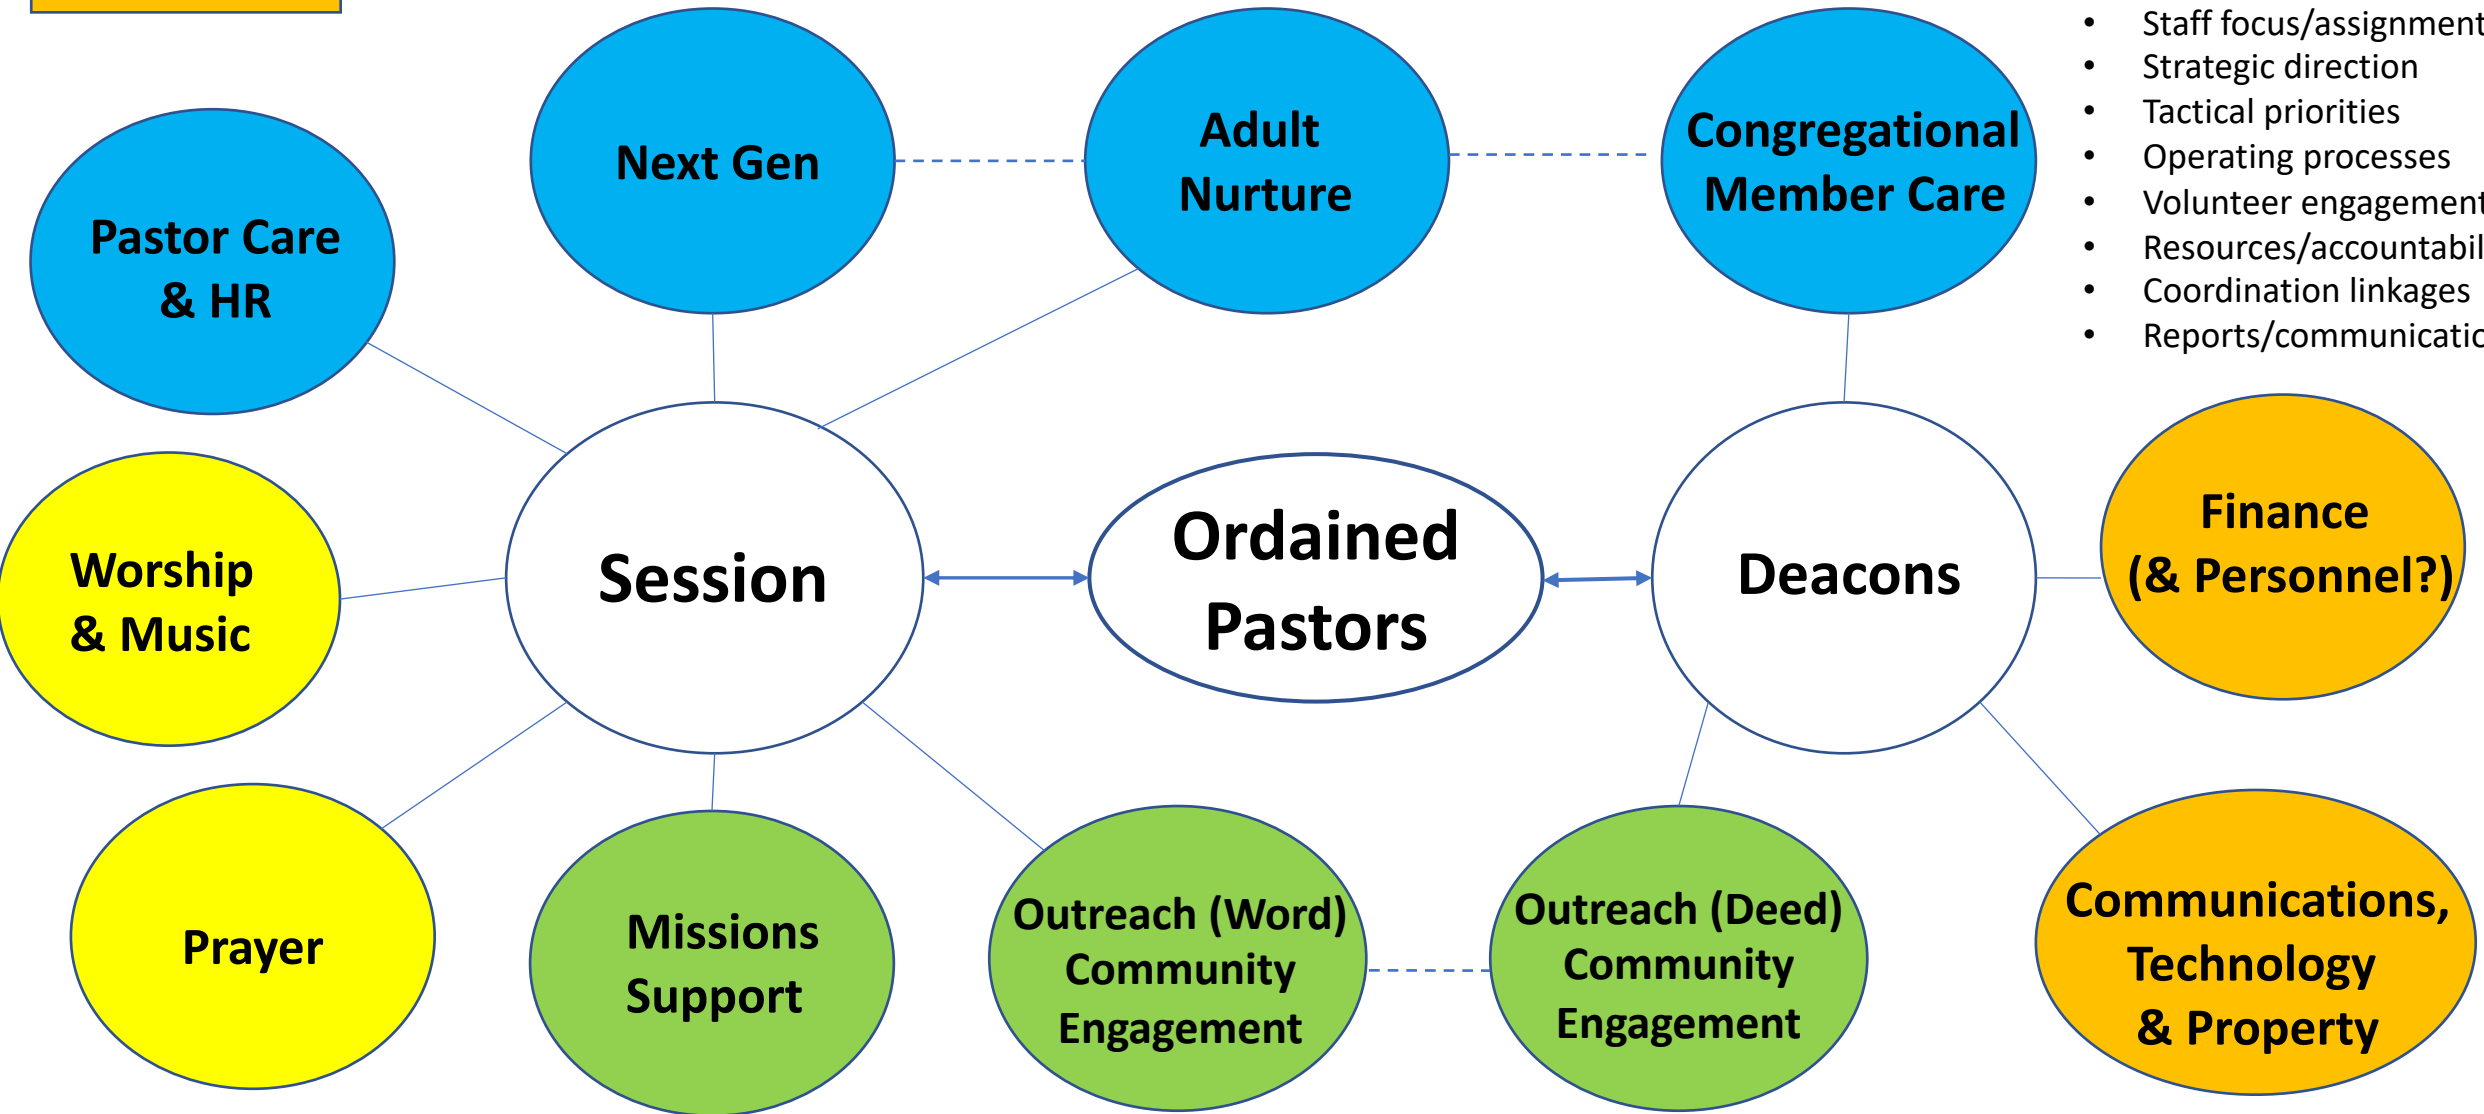 • Staff focus/assignment
• Strategic direction
• Tactical priorities
• Operating processes
• Volunteer engagement
• Resources/accountabil
• Coordination linkages
• Reports/communicatio
Next Gen
Adult
Nurture
Congregational
Member Care
Pastor Care
& HR
Worship
& Music
Session
Ordained
Pastors
Deacons
Finance
(& Personnel?)
Prayer
Missions
Support
Outreach (Word)
Community
Engagement
Outreach (Deed)
Community
Engagement
Communications,
Technology
& Property